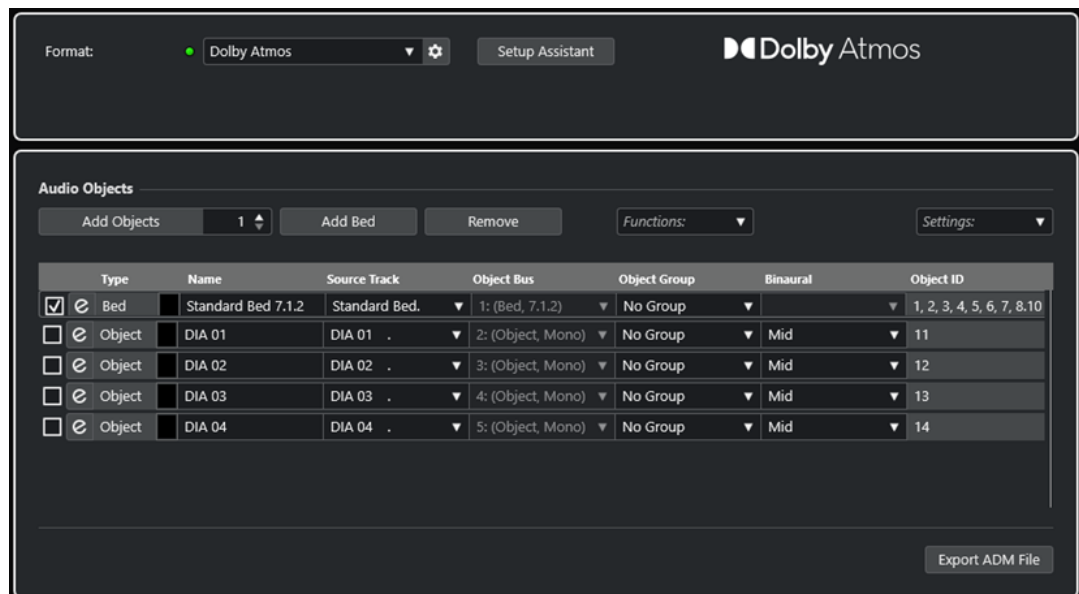 Format: Dolby Atmos Setup Assistant Dolby Atmos
Audio Objects
Add Objects 1 Add Bed Remove Functions: Settings:
Type Name Source Track Object Bus Object Group Binaural Object ID
Bed Standard Bed 7.1.2 Standard Bed. 1: (Bed, 7.1.2) No Group 1, 2, 3, 4, 5, 6, 7, 8.10
Object DIA 01 DIA 01 . 2: (Object, Mono) No Group Mid 11
Object DIA 02 DIA 02 . 3: (Object, Mono) No Group Mid 12
Object DIA 03 DIA 03 . 4: (Object, Mono) No Group Mid 13
Object DIA 04 DIA 04 . 5: (Object, Mono) No Group Mid 14
Export ADM File